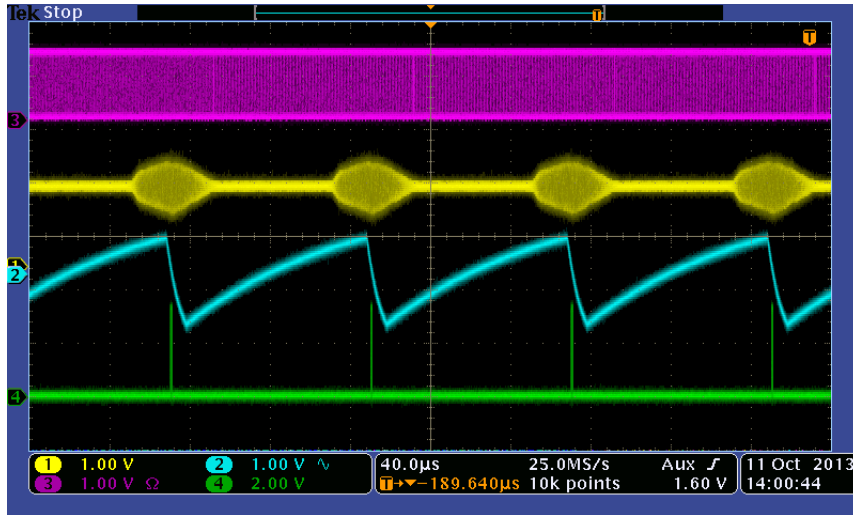 Tek Stop
T
T
3
1
2
4
1 1.00 V 2 1.00 V ∿ 40.0µs 25.0MS/s Aux ⌠ 11 Oct 2013
3 1.00 V Ω 4 2.00 V T→▼−189.640µs 10k points 1.60 V 14:00:44